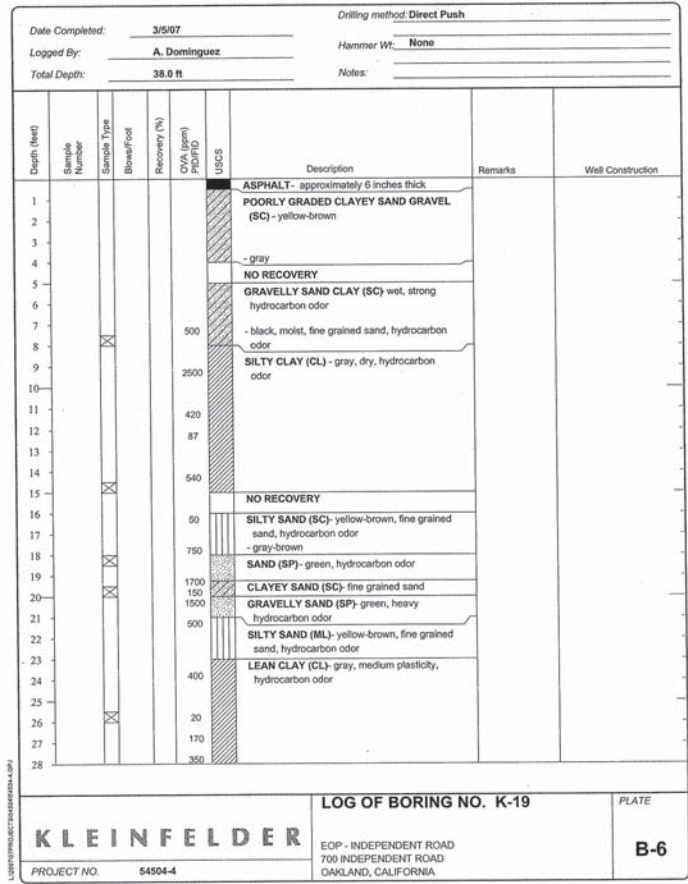 Drilling method: Direct Push
Date Completed: 3/5/07
Logged By: A. Dominguez
Hammer Wt: None
Total Depth: 38.0 ft
Notes:
Depth (feet)
Sample Number
Sample Type
Blows/Foot
Recovery (%)
OVA (ppm) PID/FID
USCS
Description
Remarks
Well Construction
ASPHALT- approximately 6 inches thick
1
POORLY GRADED CLAYEY SAND GRAVEL
(SC) - yellow-brown
2
3
- gray
4
NO RECOVERY
5
GRAVELLY SAND CLAY (SC)- wet, strong
6
hydrocarbon odor
7
500
- black, moist, fine grained sand, hydrocarbon
odor
8
SILTY CLAY (CL) - gray, dry, hydrocarbon
9
2500
odor
10
11
420
12
87
13
14
540
15
NO RECOVERY
16
50
SILTY SAND (SC)- yellow-brown, fine grained
sand, hydrocarbon odor
17
750
- gray-brown
18
SAND (SP)- green, hydrocarbon odor
19
1700
150
CLAYEY SAND (SC)- fine grained sand
20
1500
GRAVELLY SAND (SP)- green, heavy
hydrocarbon odor
21
500
SILTY SAND (ML)- yellow-brown, fine grained
22
sand, hydrocarbon odor
23
LEAN CLAY (CL)- gray, medium plasticity,
24
400
hydrocarbon odor
25
26
20
27
170
350
28
LOG OF BORING NO. K-19
PLATE
KLEINFELDER
EOP - INDEPENDENT ROAD
700 INDEPENDENT ROAD
OAKLAND, CALIFORNIA
B-6
PROJECT NO. 54504-4